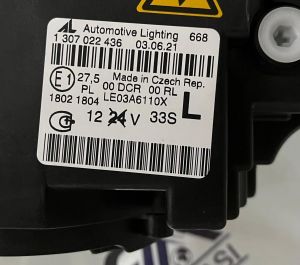 AL Automotive Lighting 668
1 307 022 436 03.06.21
E1 27,5 Made in Czech Rep.
PL 00 DCR 00 RL
1802 1804 LE03A6110X
L
12 24 V 33S